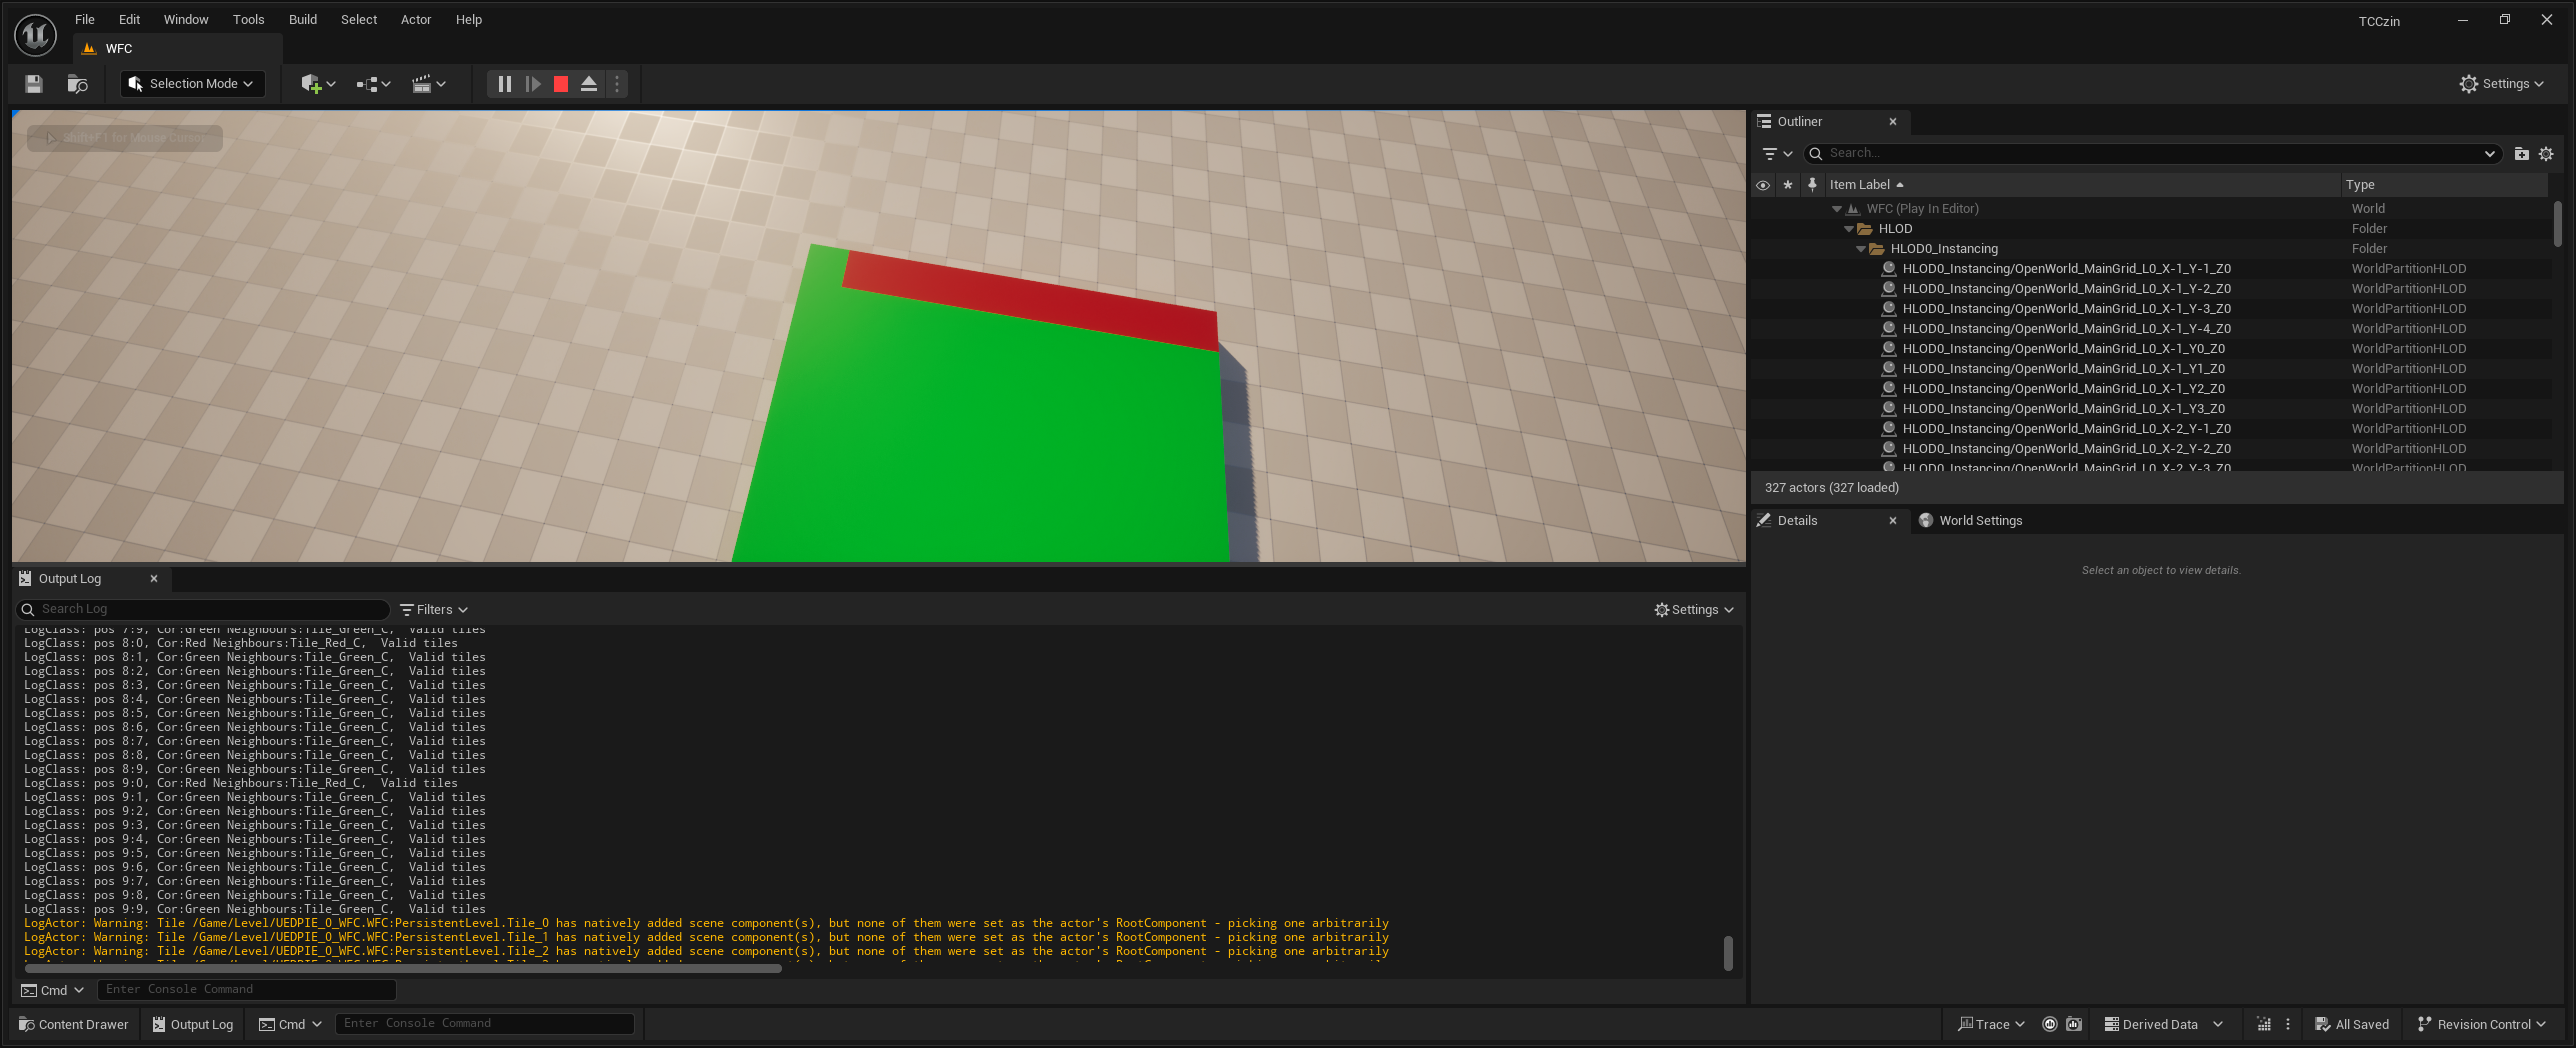 File Edit Window Tools Build Select Actor Help
TCCzin
WFC
Selection Mode
Settings
Shift+F1 for Mouse Cursor
Outliner
Search...
Item Label Type
WFC (Play In Editor) World
HLOD Folder
HLOD0_Instancing Folder
HLOD0_Instancing/OpenWorld_MainGrid_L0_X-1_Y-1_Z0 WorldPartitionHLOD
HLOD0_Instancing/OpenWorld_MainGrid_L0_X-1_Y-2_Z0 WorldPartitionHLOD
HLOD0_Instancing/OpenWorld_MainGrid_L0_X-1_Y-3_Z0 WorldPartitionHLOD
HLOD0_Instancing/OpenWorld_MainGrid_L0_X-1_Y-4_Z0 WorldPartitionHLOD
HLOD0_Instancing/OpenWorld_MainGrid_L0_X-1_Y0_Z0 WorldPartitionHLOD
HLOD0_Instancing/OpenWorld_MainGrid_L0_X-1_Y1_Z0 WorldPartitionHLOD
HLOD0_Instancing/OpenWorld_MainGrid_L0_X-1_Y2_Z0 WorldPartitionHLOD
HLOD0_Instancing/OpenWorld_MainGrid_L0_X-1_Y3_Z0 WorldPartitionHLOD
HLOD0_Instancing/OpenWorld_MainGrid_L0_X-2_Y-1_Z0 WorldPartitionHLOD
HLOD0_Instancing/OpenWorld_MainGrid_L0_X-2_Y-2_Z0 WorldPartitionHLOD
HLOD0_Instancing/OpenWorld_MainGrid_L0_X-2_Y-3_Z0 WorldPartitionHLOD
327 actors (327 loaded)
Details
World Settings
Select an object to view details.
Output Log
Search Log
Filters
Settings
LogClass: pos 7:9, Cor:Green Neighbours:Tile_Green_C,  Valid tiles
LogClass: pos 8:0, Cor:Red Neighbours:Tile_Red_C,  Valid tiles
LogClass: pos 8:1, Cor:Green Neighbours:Tile_Green_C,  Valid tiles
LogClass: pos 8:2, Cor:Green Neighbours:Tile_Green_C,  Valid tiles
LogClass: pos 8:3, Cor:Green Neighbours:Tile_Green_C,  Valid tiles
LogClass: pos 8:4, Cor:Green Neighbours:Tile_Green_C,  Valid tiles
LogClass: pos 8:5, Cor:Green Neighbours:Tile_Green_C,  Valid tiles
LogClass: pos 8:6, Cor:Green Neighbours:Tile_Green_C,  Valid tiles
LogClass: pos 8:7, Cor:Green Neighbours:Tile_Green_C,  Valid tiles
LogClass: pos 8:8, Cor:Green Neighbours:Tile_Green_C,  Valid tiles
LogClass: pos 8:9, Cor:Green Neighbours:Tile_Green_C,  Valid tiles
LogClass: pos 9:0, Cor:Red Neighbours:Tile_Red_C,  Valid tiles
LogClass: pos 9:1, Cor:Green Neighbours:Tile_Green_C,  Valid tiles
LogClass: pos 9:2, Cor:Green Neighbours:Tile_Green_C,  Valid tiles
LogClass: pos 9:3, Cor:Green Neighbours:Tile_Green_C,  Valid tiles
LogClass: pos 9:4, Cor:Green Neighbours:Tile_Green_C,  Valid tiles
LogClass: pos 9:5, Cor:Green Neighbours:Tile_Green_C,  Valid tiles
LogClass: pos 9:6, Cor:Green Neighbours:Tile_Green_C,  Valid tiles
LogClass: pos 9:7, Cor:Green Neighbours:Tile_Green_C,  Valid tiles
LogClass: pos 9:8, Cor:Green Neighbours:Tile_Green_C,  Valid tiles
LogClass: pos 9:9, Cor:Green Neighbours:Tile_Green_C,  Valid tiles
LogActor: Warning: Tile /Game/Level/UEDPIE_0_WFC.WFC:PersistentLevel.Tile_0 has natively added scene component(s), but none of them were set as the actor's RootComponent - picking one arbitrarily
LogActor: Warning: Tile /Game/Level/UEDPIE_0_WFC.WFC:PersistentLevel.Tile_1 has natively added scene component(s), but none of them were set as the actor's RootComponent - picking one arbitrarily
LogActor: Warning: Tile /Game/Level/UEDPIE_0_WFC.WFC:PersistentLevel.Tile_2 has natively added scene component(s), but none of them were set as the actor's RootComponent - picking one arbitrarily
Cmd Enter Console Command
Content Drawer Output Log Cmd Enter Console Command Trace Derived Data All Saved Revision Control